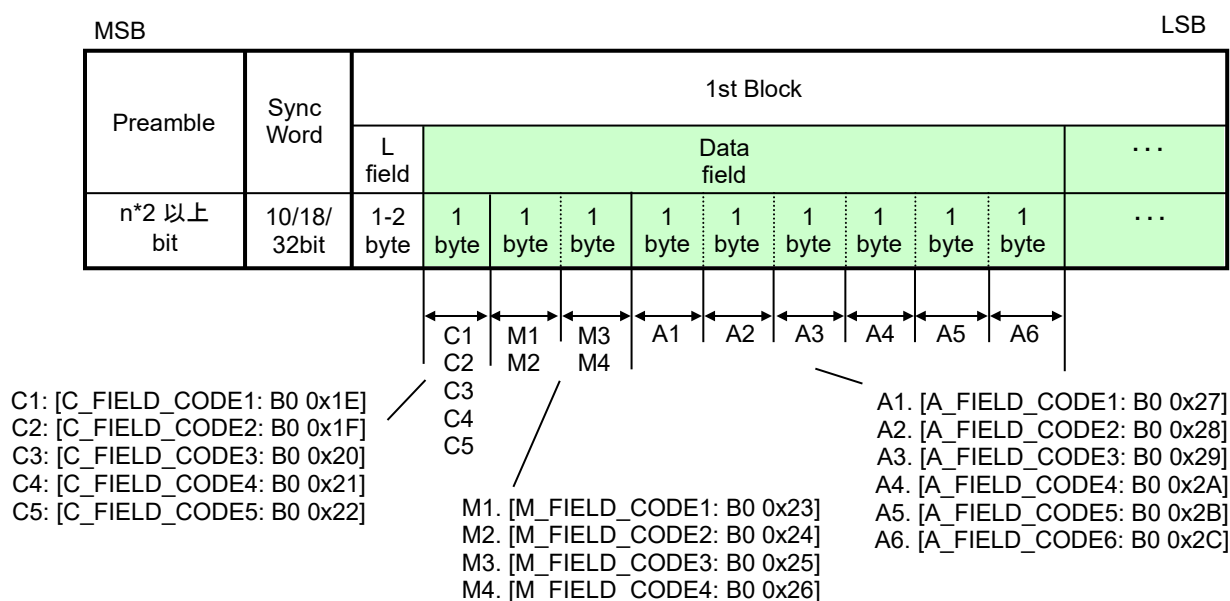 MSB
LSB
Preamble
Sync
Word
1st Block
L
field
Data
field
・・・
n*2 以上
bit
10/18/
32bit
1-2
byte
1
byte
1
byte
1
byte
1
byte
1
byte
1
byte
1
byte
1
byte
1
byte
・・・
C1
C2
C3
C4
C5
M1
M2
M3
M4
A1
A2
A3
A4
A5
A6
C1: [C_FIELD_CODE1: B0 0x1E]
C2: [C_FIELD_CODE2: B0 0x1F]
C3: [C_FIELD_CODE3: B0 0x20]
C4: [C_FIELD_CODE4: B0 0x21]
C5: [C_FIELD_CODE5: B0 0x22]
M1. [M_FIELD_CODE1: B0 0x23]
M2. [M_FIELD_CODE2: B0 0x24]
M3. [M_FIELD_CODE3: B0 0x25]
M4. [M_FIELD_CODE4: B0 0x26]
A1. [A_FIELD_CODE1: B0 0x27]
A2. [A_FIELD_CODE2: B0 0x28]
A3. [A_FIELD_CODE3: B0 0x29]
A4. [A_FIELD_CODE4: B0 0x2A]
A5. [A_FIELD_CODE5: B0 0x2B]
A6. [A_FIELD_CODE6: B0 0x2C]